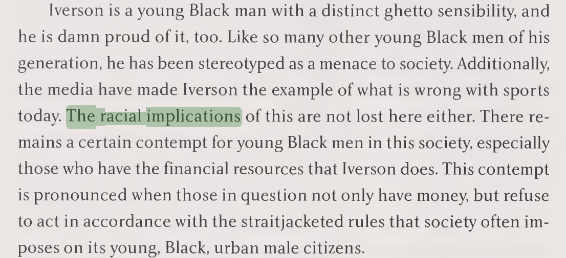 Iverson is a young Black man with a distinct ghetto sensibility, and
he is damn proud of it, too. Like so many other young Black men of his
generation, he has been stereotyped as a menace to society. Additionally,
the media have made Iverson the example of what is wrong with sports
today. The racial implications of this are not lost here either. There re-
mains a certain contempt for young Black men in this society, especially
those who have the financial resources that Iverson does. This contempt
is pronounced when those in question not only have money, but refuse
to act in accordance with the straitjacketed rules that society often im-
poses on its young, Black, urban male citizens.